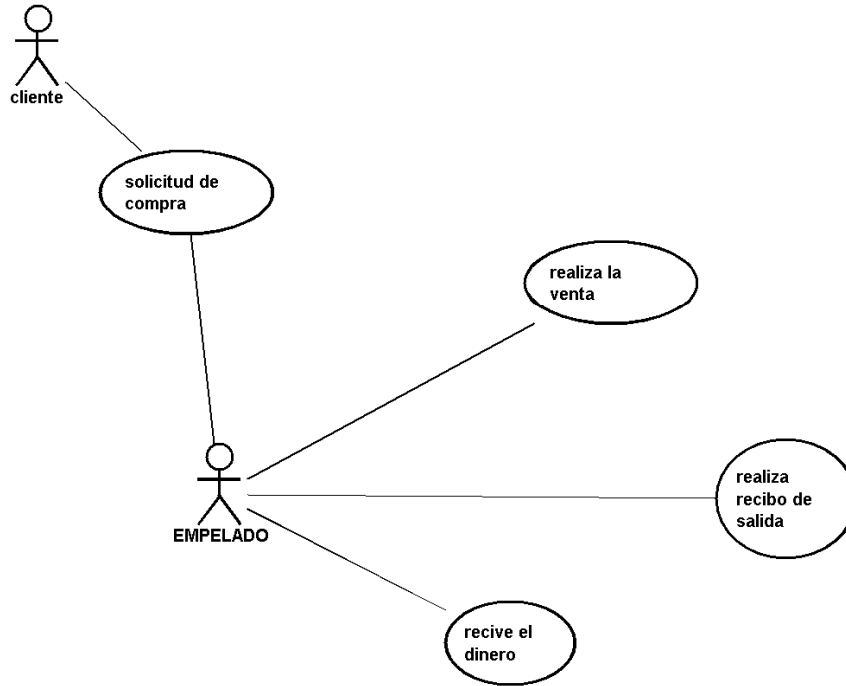 cliente
solicitud de
compra
realiza la
venta
realiza
recibo de
salida
EMPELADO
recive el
dinero